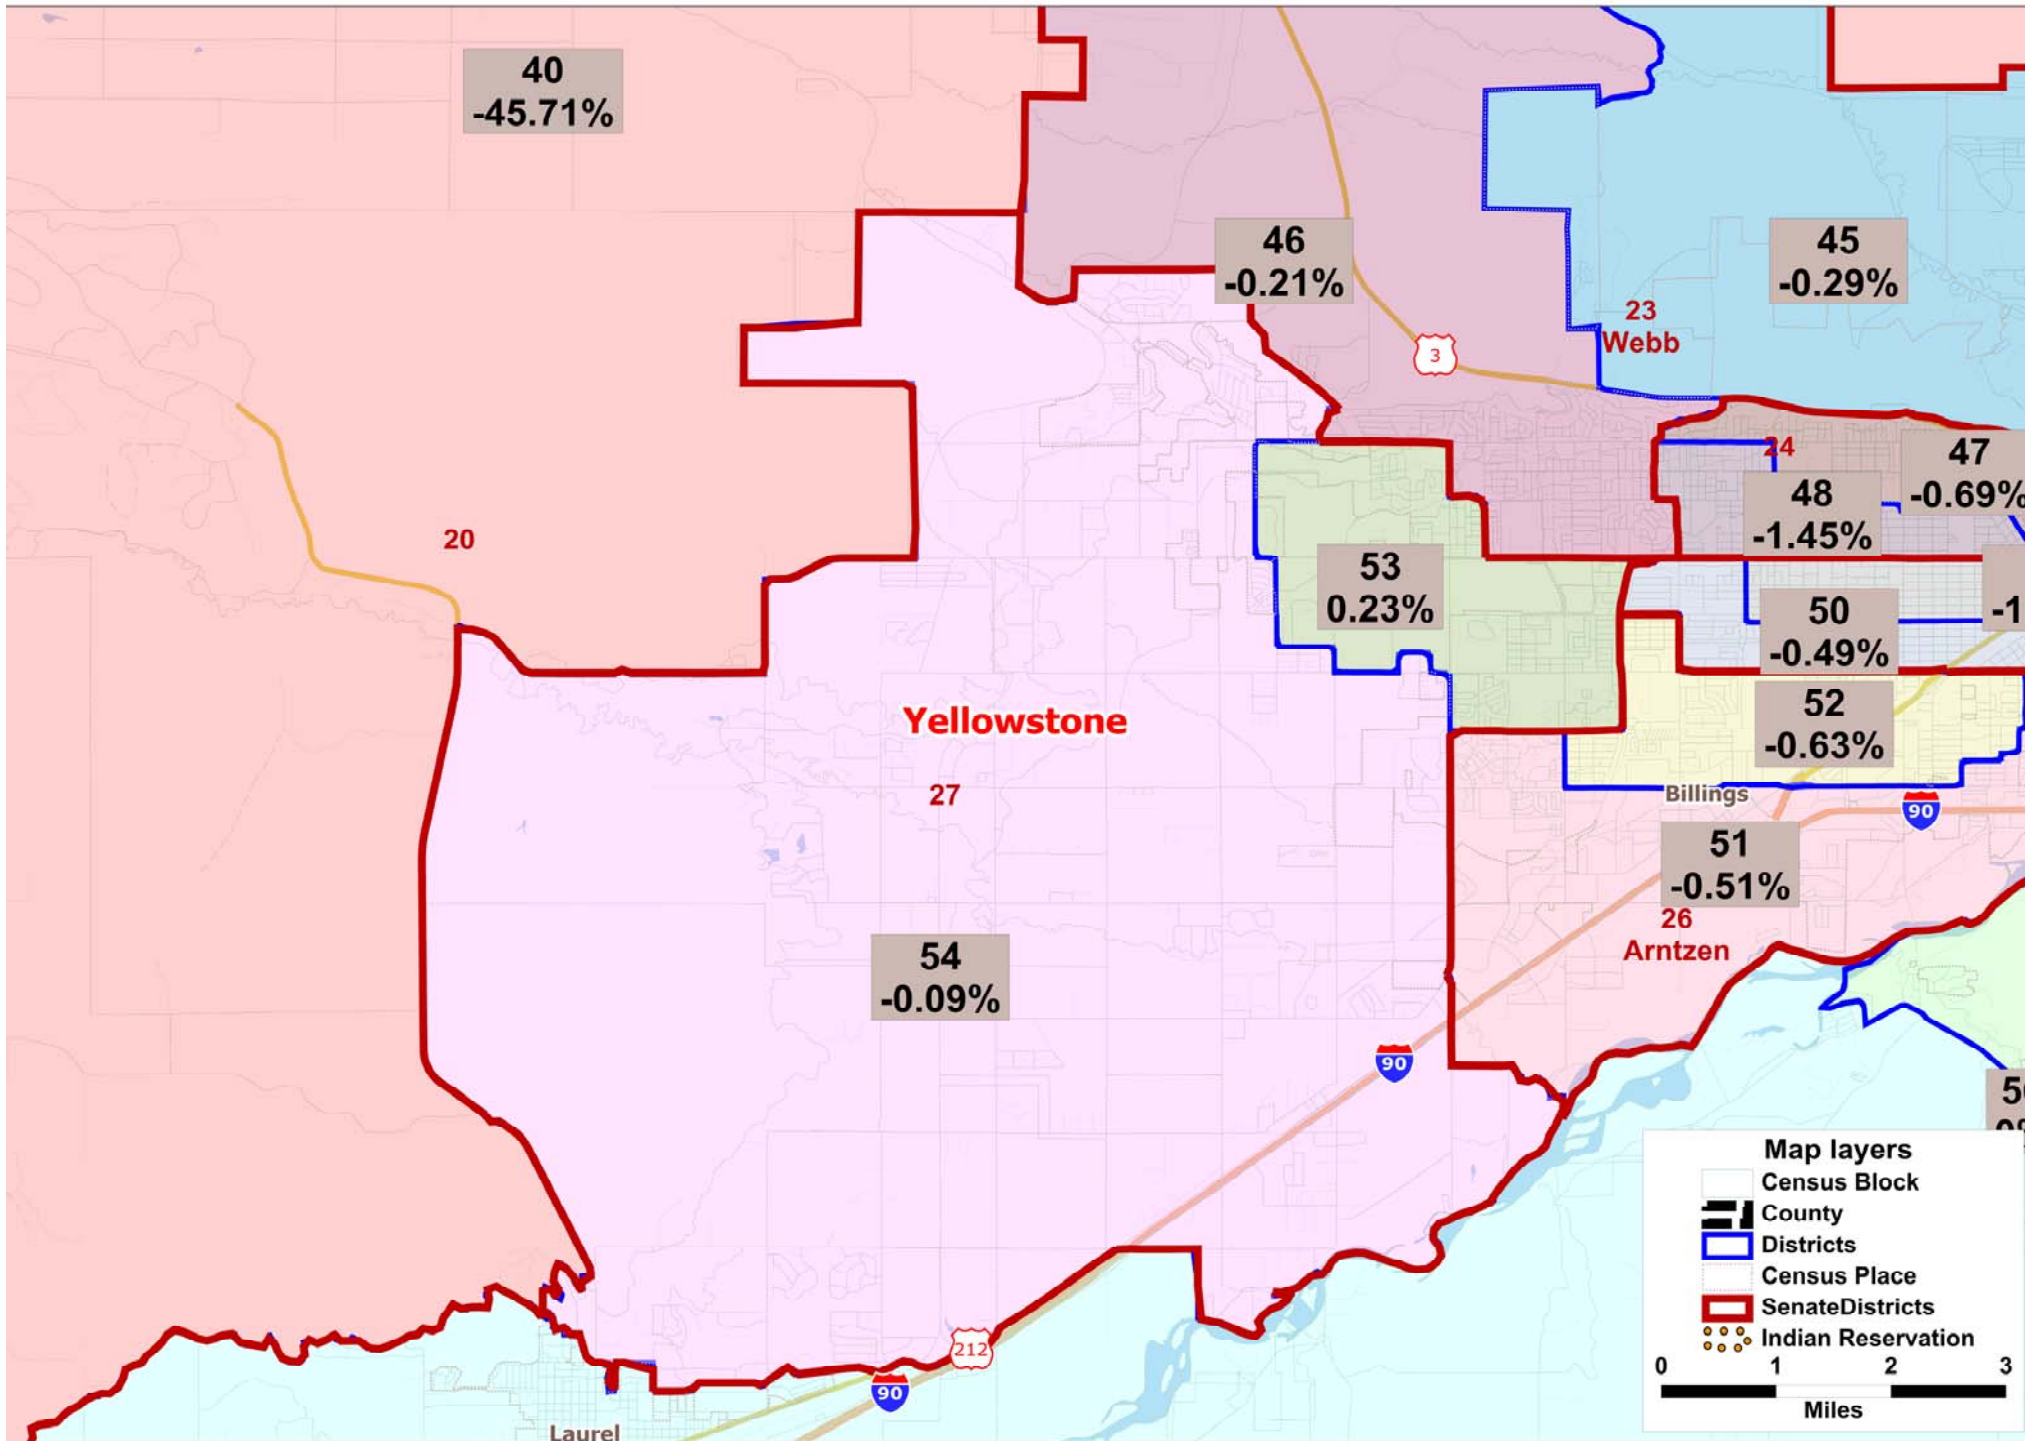 40
-45.71%
46
-0.21%
45
-0.29%
23
Webb
3
24
47
-0.69%
48
-1.45%
20
53
0.23%
50
-0.49%
-1
Yellowstone
52
-0.63%
27
Billings
90
51
-0.51%
26
Arntzen
54
-0.09%
90
Map layers
Census Block
County
Districts
Census Place
SenateDistricts
Indian Reservation
0 1 2 3
Miles
212
90
Laurel